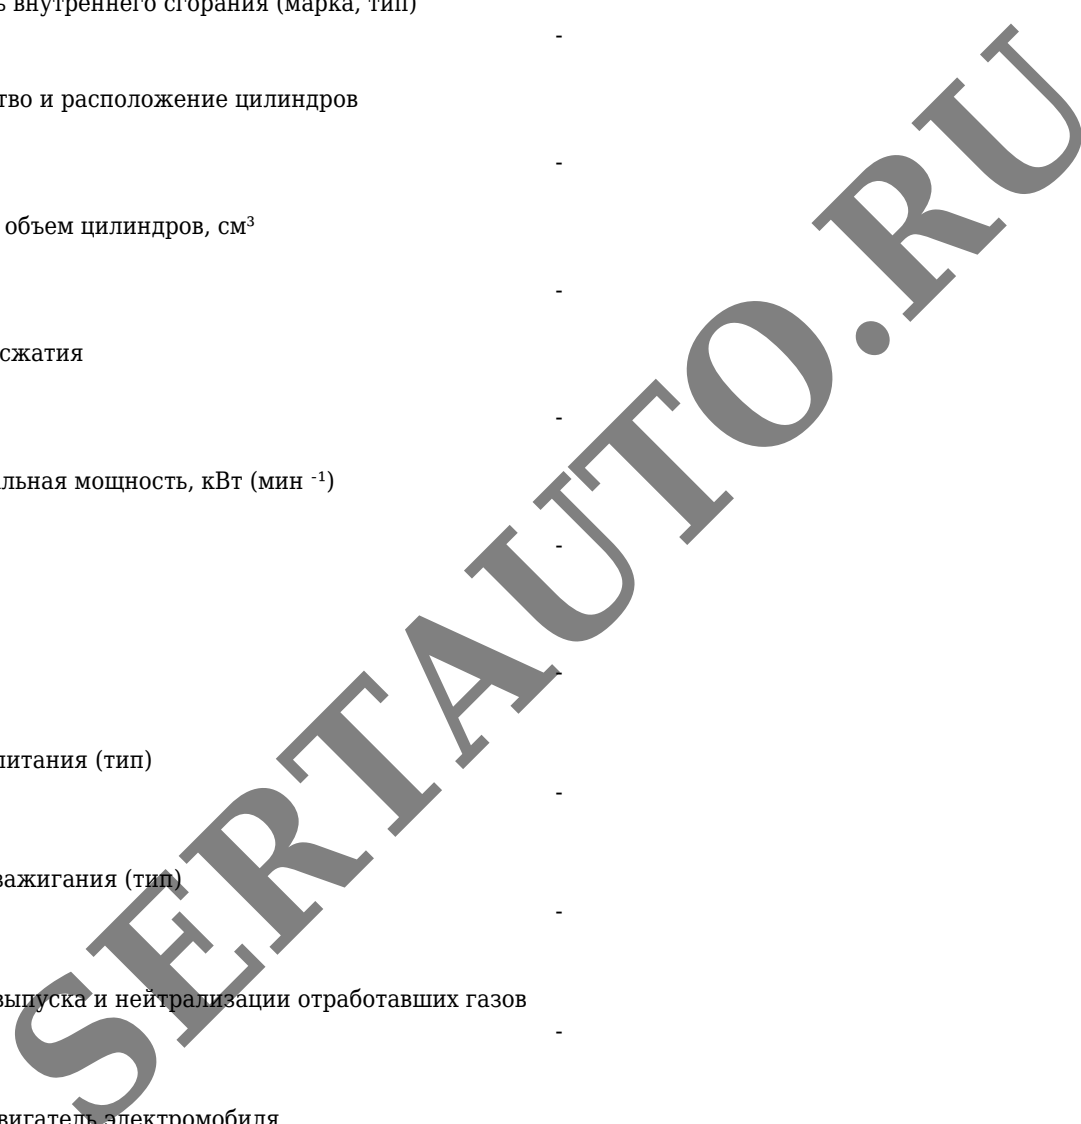 внутреннего сгорания (марка, тип)
-
тво и расположение цилиндров
-
объем цилиндров, см³
-
сжатия
-
льная мощность, кВт (мин ⁻¹)
-
-
питания (тип)
-
зажигания (тип)
-
выпуска и нейтрализации отработавших газов
-
вигатель электромобиля
SERTAUTO.RU